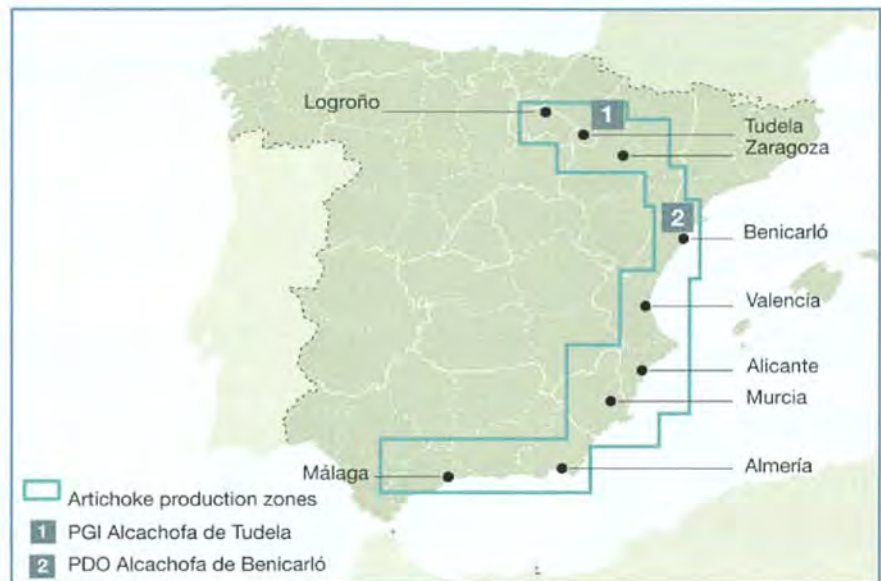 Logroño
1
Tudela
Zaragoza
2
Benicarló
Valencia
Alicante
Murcia
Málaga
Almería
Artichoke production zones
1 PGI Alcachofa de Tudela
2 PDO Alcachofa de Benicarló